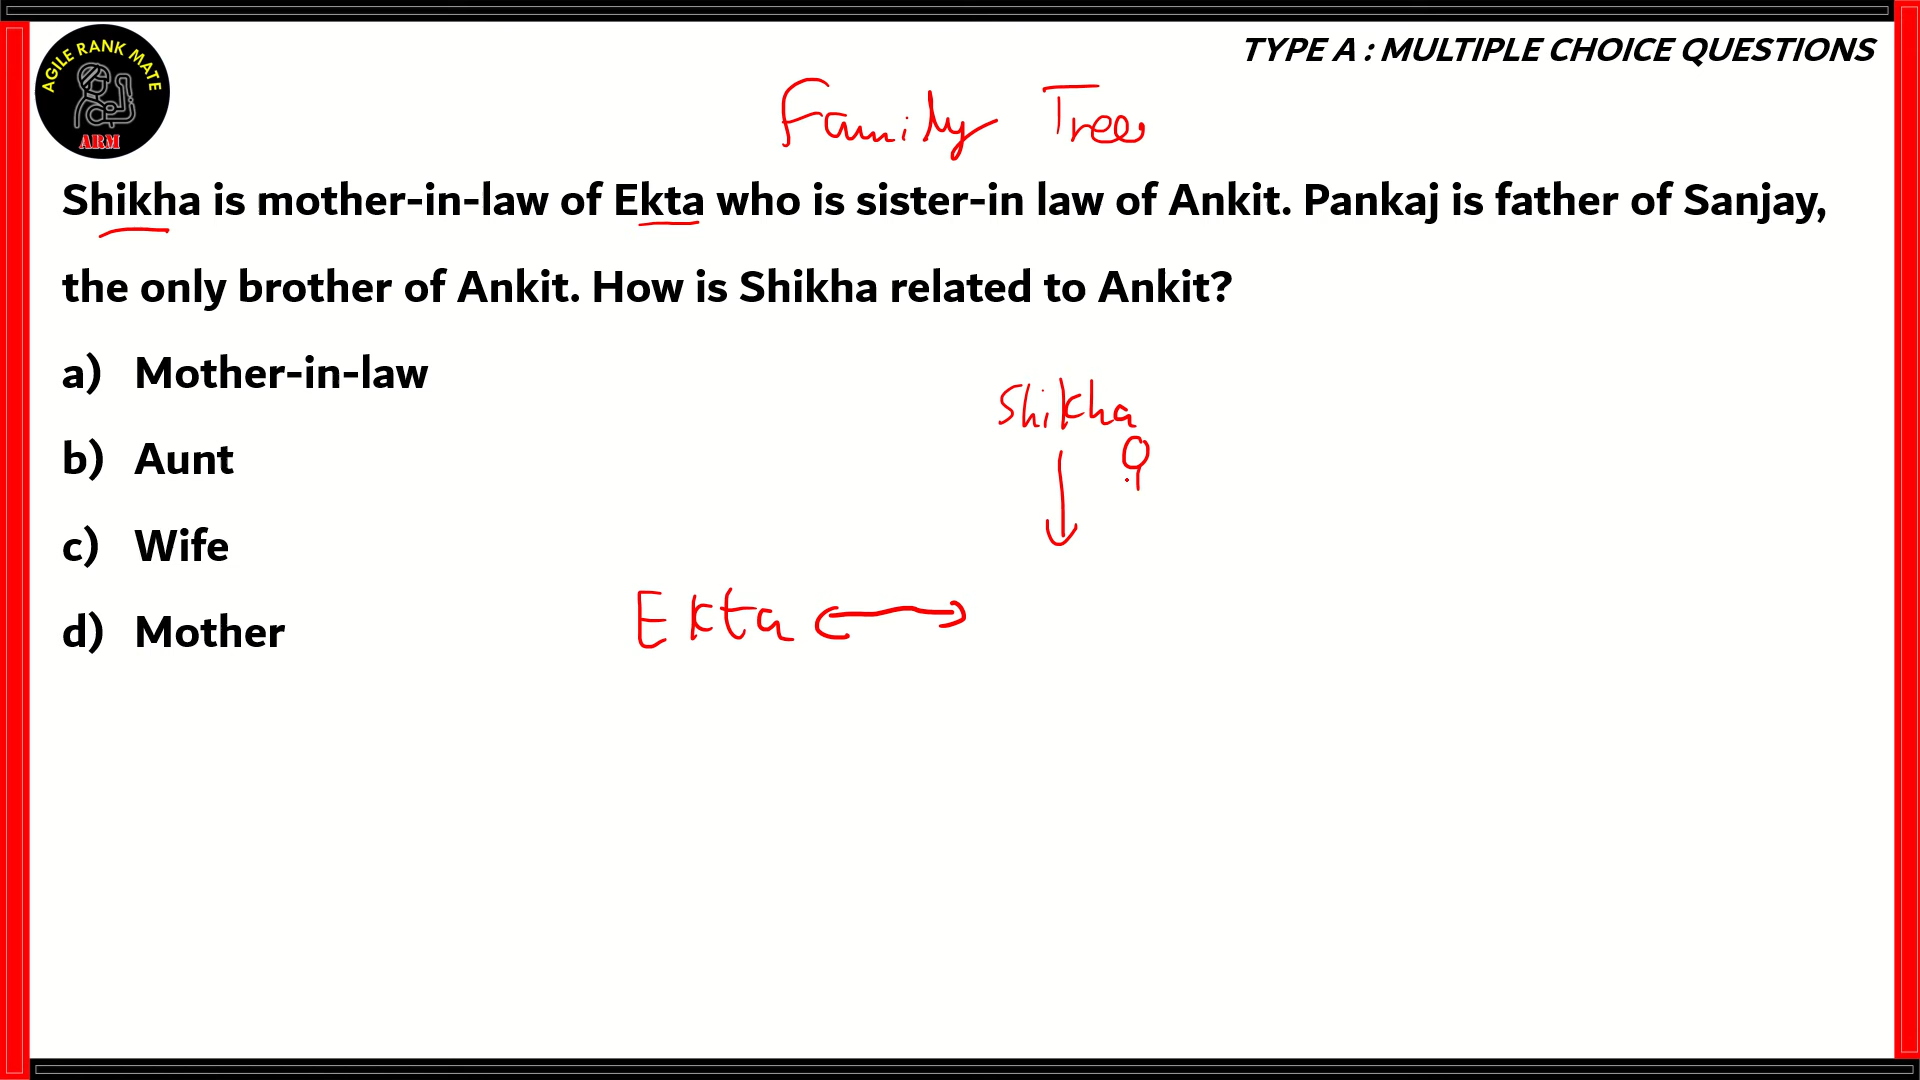 AGILE RANK MATE
ARM
TYPE A : MULTIPLE CHOICE QUESTIONS
Family Tree
Shikha is mother-in-law of Ekta who is sister-in law of Ankit. Pankaj is father of Sanjay,
the only brother of Ankit. How is Shikha related to Ankit?
a) Mother-in-law
b) Aunt
c) Wife
d) Mother
Shikha
Ekta